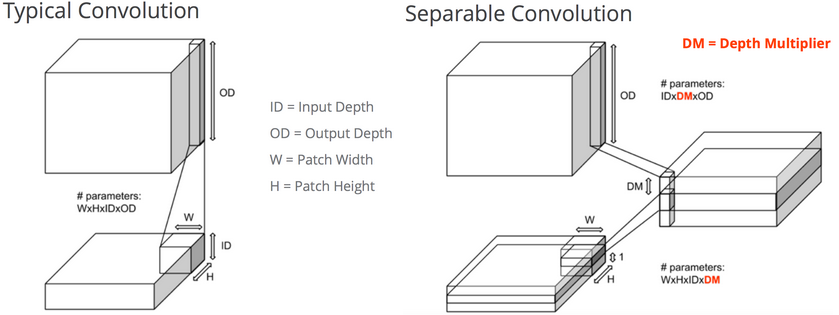 Typical Convolution
OD
ID = Input Depth
OD = Output Depth
W = Patch Width
H = Patch Height
# parameters:
WxHxIDxOD
W
ID
H
Separable Convolution
DM = Depth Multiplier
# parameters:
IDxDMxOD
OD
DM
W
1
H
# parameters:
WxHxIDxDM